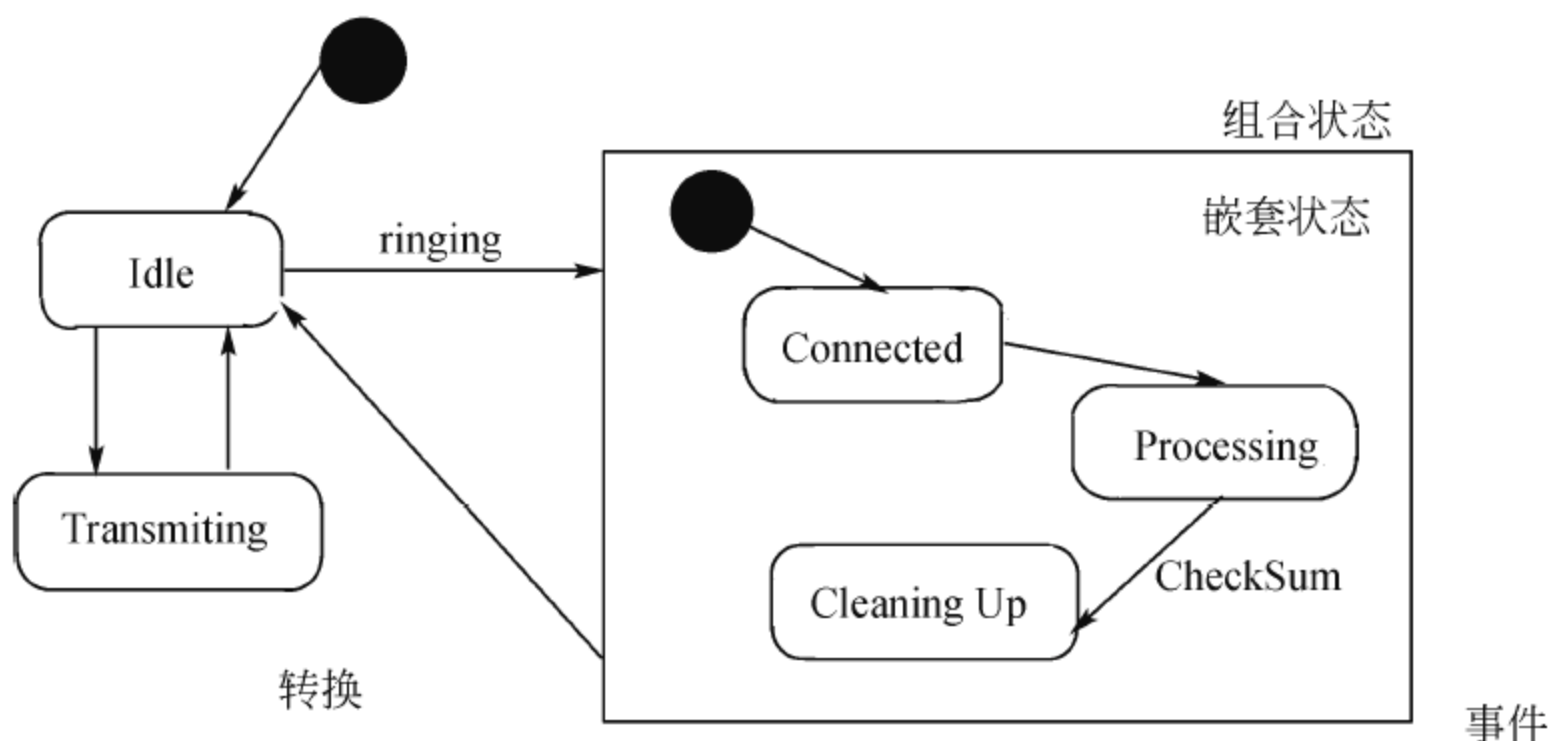 组合状态
嵌套状态
ringing
Idle
Connected
Processing
Transmiting
CheckSum
Cleaning Up
转换
事件